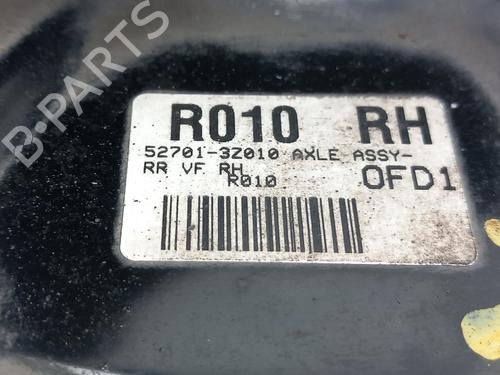 B-PARTS
R010 RH
52701-3Z010 AXLE ASSY-
RR VF RH
R010
OFD1